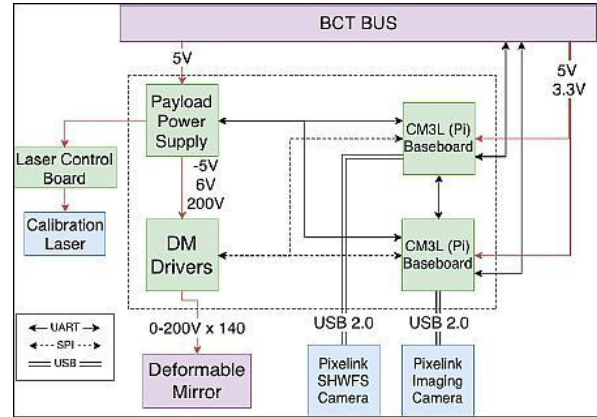 BCT BUS
5V
5V
3.3V
Payload
Power
Supply
CM3L (Pi)
Baseboard
Laser Control
Board
-5V
6V
200V
Calibration
Laser
DM
Drivers
CM3L (Pi)
Baseboard
UART
SPI
USB
0-200V x 140
USB 2.0
USB 2.0
Deformable
Mirror
Pixelink
SHWFS
Camera
Pixelink
Imaging
Camera